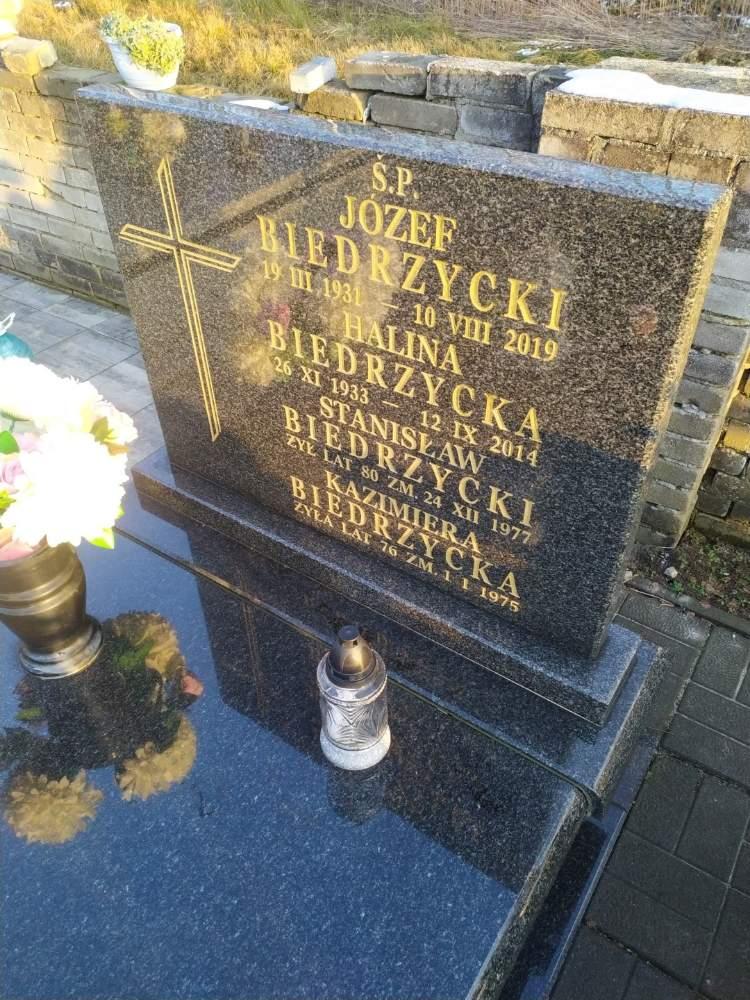 Ś.P.
JÓZEF
BIEDRZYCKI
19 III 1931 – 10 VIII 2019
HALINA
BIEDRZYCKA
26 XI 1933 – 12 IX 2014
STANISŁAW
BIEDRZYCKI
ŻYŁ LAT 80 ZM. 24 XII 1977
KAZIMIERA
BIEDRZYCKA
ŻYŁA LAT 76 ZM. 1 I 1975